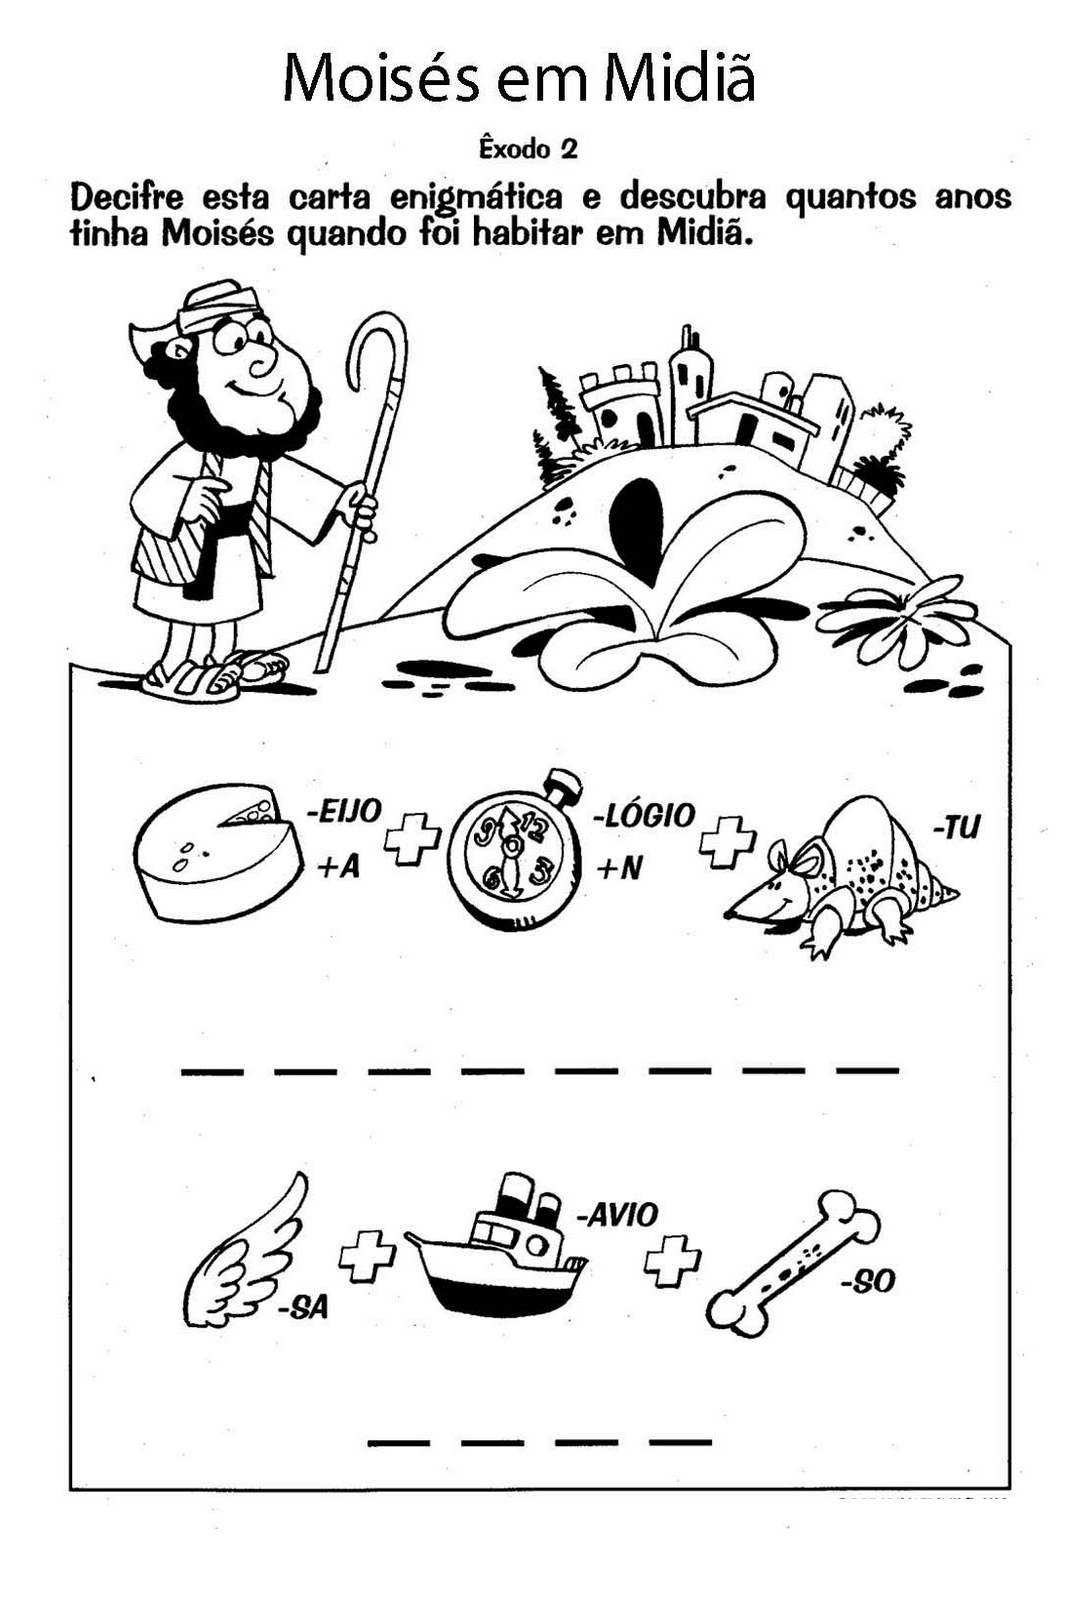 Moisés em Midiã
Êxodo 2
Decifre esta carta enigmática e descubra quantos anos
tinha Moisés quando foi habitar em Midiã.
-EIJO
+A
-LÓGIO
+N
-TU
9 12
6 3
-SA
-AVIO
-SO